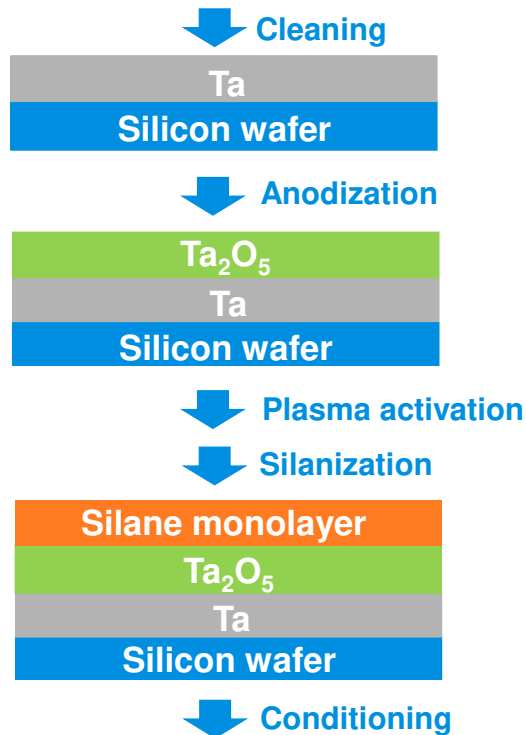 Cleaning
Ta
Silicon wafer
Anodization
Ta₂O₅
Ta
Silicon wafer
Plasma activation
Silanization
Silane monolayer
Ta₂O₅
Ta
Silicon wafer
Conditioning